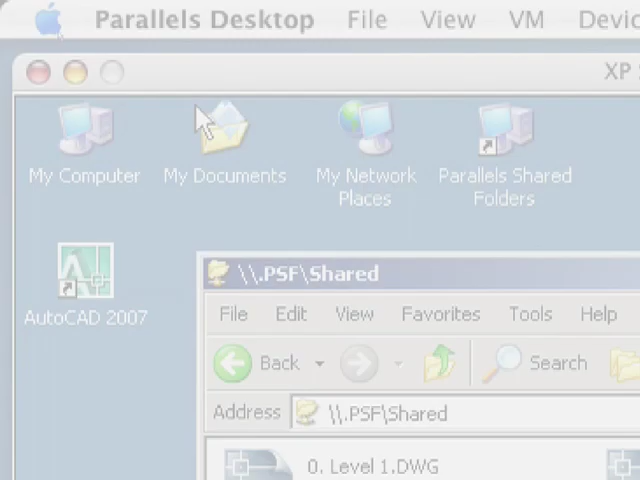 Parallels Desktop File View VM Devic
XP
My Computer
My Documents
My Network
Places
Parallels Shared
Folders
AutoCAD 2007
\\.PSF\Shared
File Edit View Favorites Tools Help
Back Search
Address \\.PSF\Shared
0. Level 1.DWG